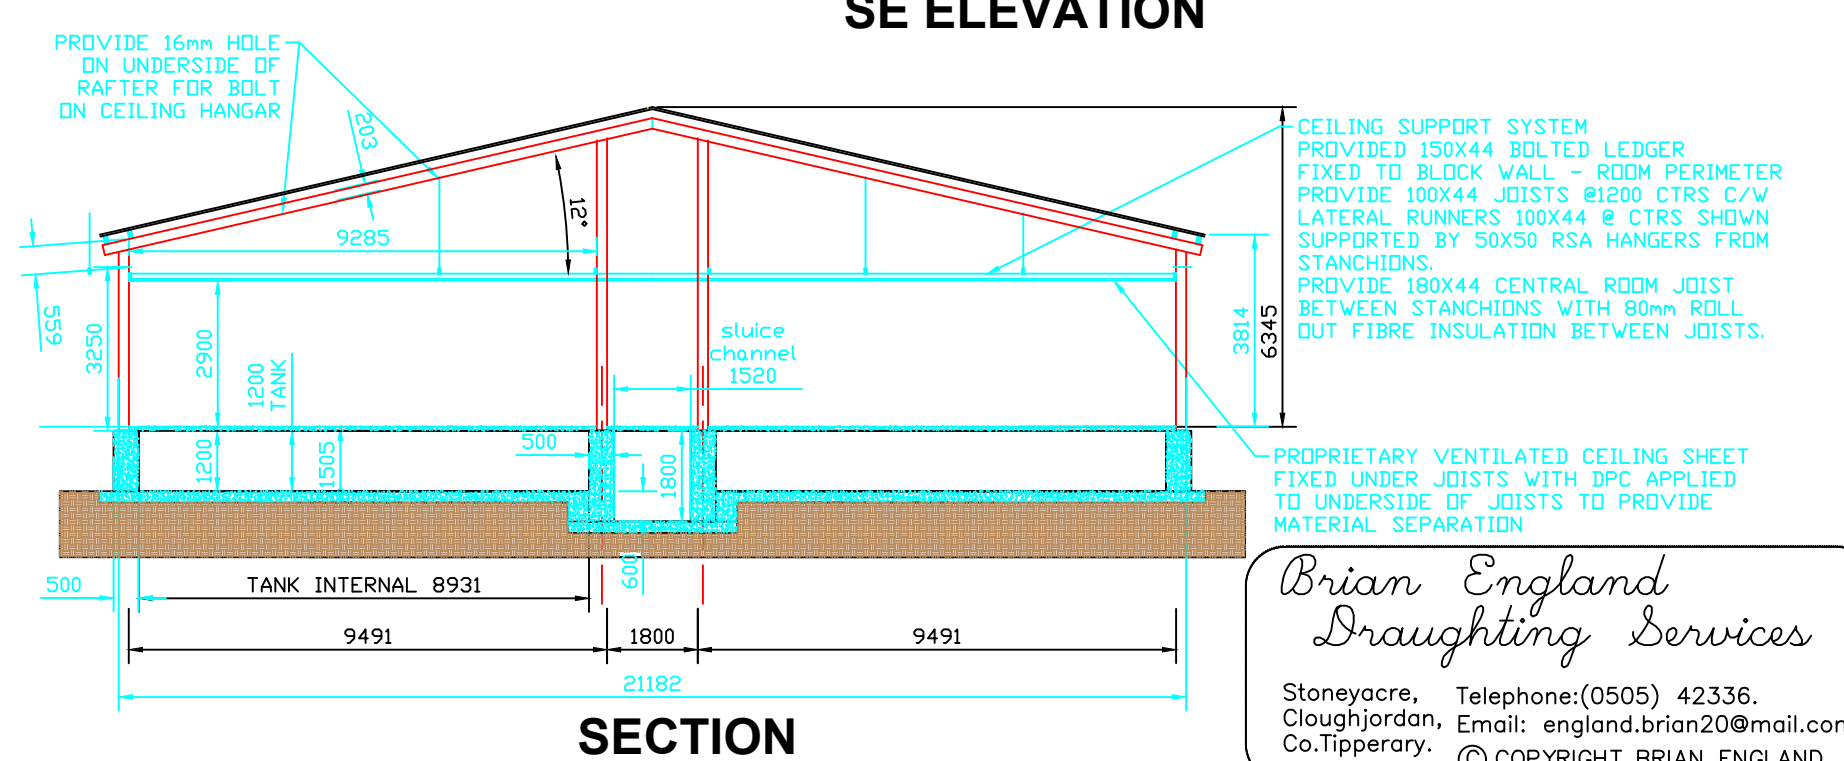 SE ELEVATION
PROVIDE 16mm HOLE
ON UNDERSIDE OF
RAFTER FOR BOLT
ON CEILING HANGAR
203
12°
9285
559
3250
2900
1200
TANK
sluice
channel
1520
3814
6345
CEILING SUPPORT SYSTEM
PROVIDED 150X44 BOLTED LEDGER
FIXED TO BLOCK WALL - ROOM PERIMETER
PROVIDE 100X44 JOISTS @1200 CTRS C/W
LATERAL RUNNERS 100X44 @ CTRS SHOWN
SUPPORTED BY 50X50 RSA HANGERS FROM
STANCHIONS.
PROVIDE 180X44 CENTRAL ROOM JOIST
BETWEEN STANCHIONS WITH 80mm ROLL
OUT FIBRE INSULATION BETWEEN JOISTS.
1200
1505
500
1800
600
PROPRIETARY VENTILATED CEILING SHEET
FIXED UNDER JOISTS WITH DPC APPLIED
TO UNDERSIDE OF JOISTS TO PROVIDE
MATERIAL SEPARATION
500
TANK INTERNAL 8931
9491
1800
9491
21182
SECTION
Brian England
Draughting Services
Stoneyacre,
Cloughjordan,
Co.Tipperary.
Telephone:(0505) 42336.
Email: england.brian20@mail.com
© COPYRIGHT BRIAN ENGLAND